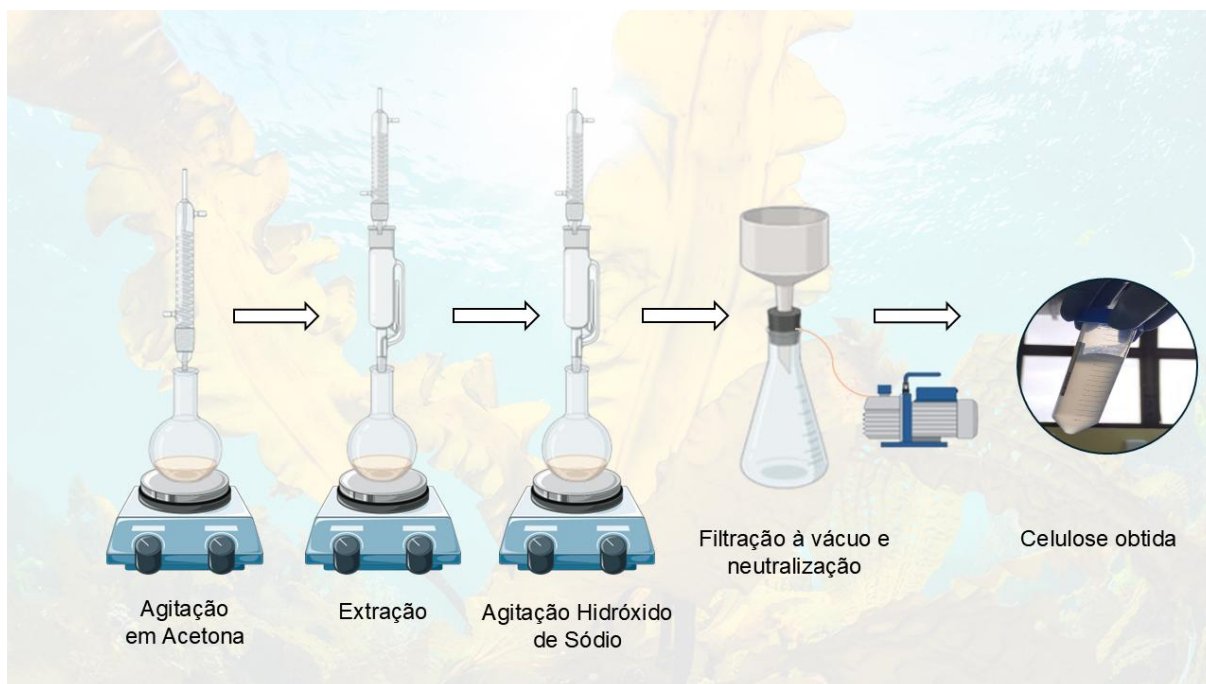 Agitação
em Acetona
Extração
Agitação Hidróxido
de Sódio
Filtração à vácuo e
neutralização
Celulose obtida